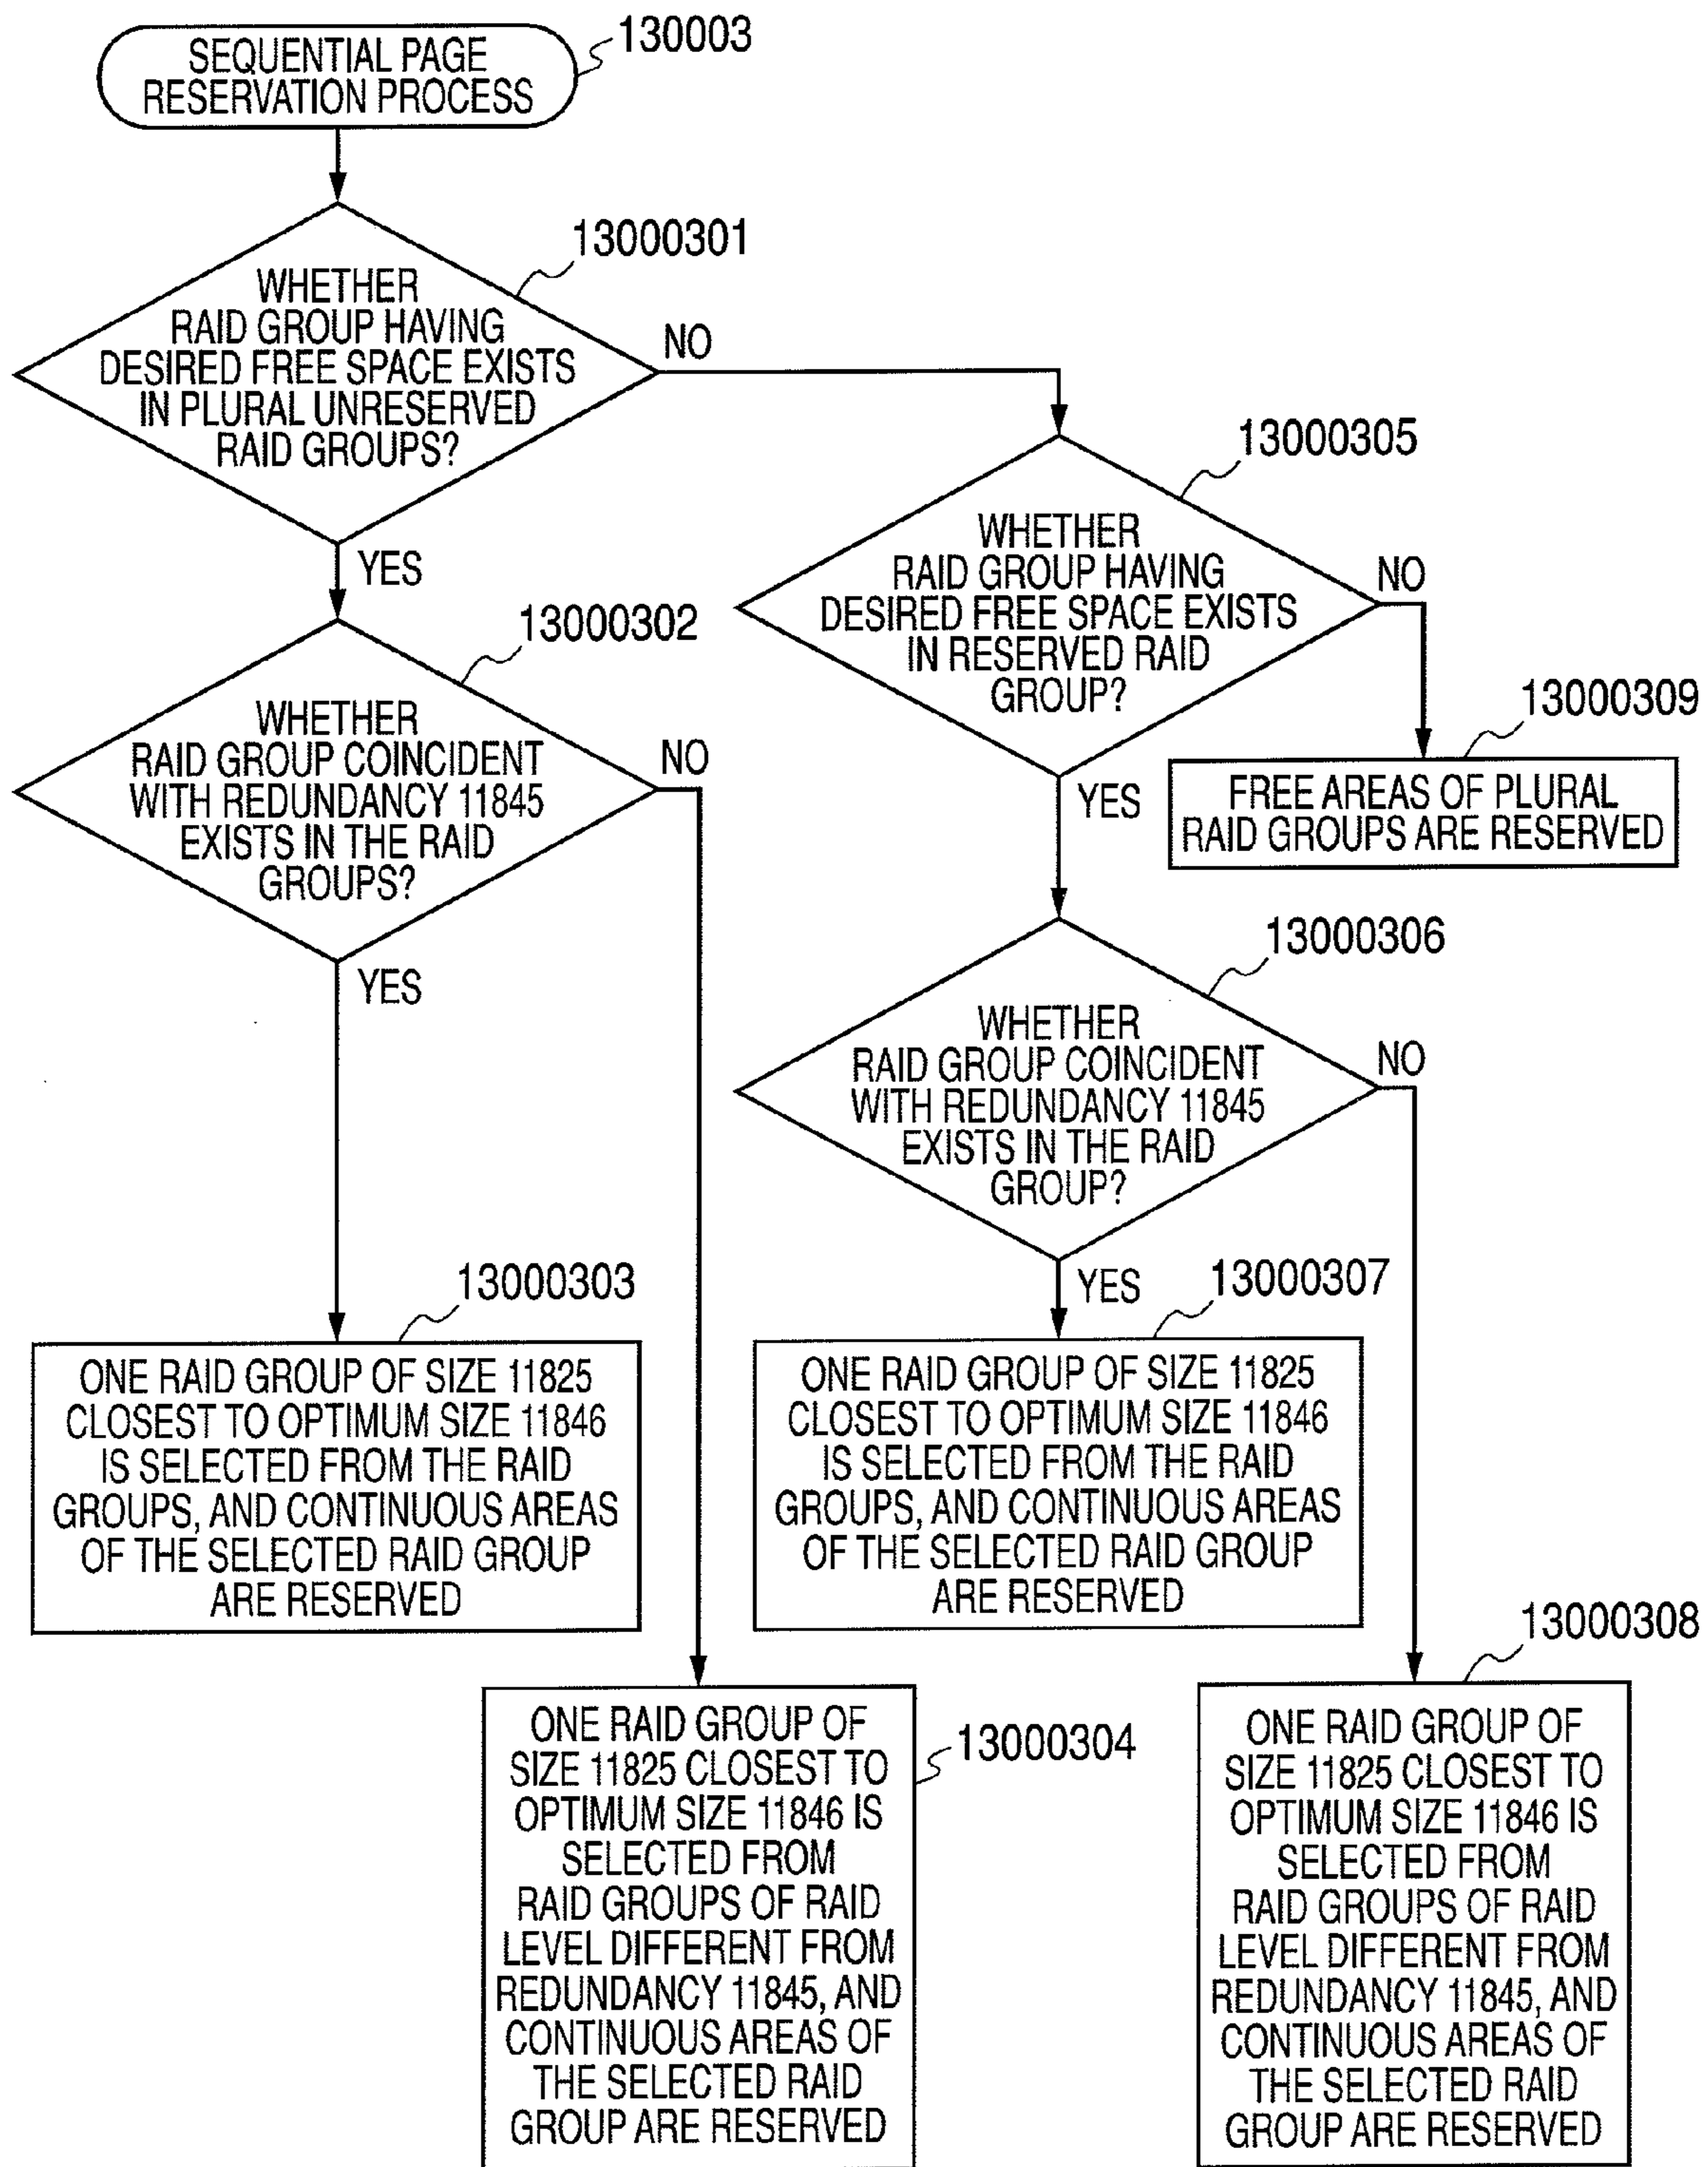 SEQUENTIAL PAGE
RESERVATION PROCESS
130003
13000301
WHETHER
RAID GROUP HAVING
DESIRED FREE SPACE EXISTS
IN PLURAL UNRESERVED
RAID GROUPS?
NO
YES
13000305
WHETHER
RAID GROUP HAVING
DESIRED FREE SPACE EXISTS
IN RESERVED RAID
GROUP?
NO
YES
13000309
FREE AREAS OF PLURAL
RAID GROUPS ARE RESERVED
13000302
WHETHER
RAID GROUP COINCIDENT
WITH REDUNDANCY 11845
EXISTS IN THE RAID
GROUPS?
NO
YES
13000306
WHETHER
RAID GROUP COINCIDENT
WITH REDUNDANCY 11845
EXISTS IN THE RAID
GROUP?
NO
YES
13000303
ONE RAID GROUP OF SIZE 11825
CLOSEST TO OPTIMUM SIZE 11846
IS SELECTED FROM THE RAID
GROUPS, AND CONTINUOUS AREAS
OF THE SELECTED RAID GROUP
ARE RESERVED
13000307
ONE RAID GROUP OF SIZE 11825
CLOSEST TO OPTIMUM SIZE 11846
IS SELECTED FROM THE RAID
GROUPS, AND CONTINUOUS AREAS
OF THE SELECTED RAID GROUP
ARE RESERVED
13000304
ONE RAID GROUP OF
SIZE 11825 CLOSEST TO
OPTIMUM SIZE 11846 IS
SELECTED FROM
RAID GROUPS OF RAID
LEVEL DIFFERENT FROM
REDUNDANCY 11845, AND
CONTINUOUS AREAS OF
THE SELECTED RAID
GROUP ARE RESERVED
13000308
ONE RAID GROUP OF
SIZE 11825 CLOSEST TO
OPTIMUM SIZE 11846 IS
SELECTED FROM
RAID GROUPS OF RAID
LEVEL DIFFERENT FROM
REDUNDANCY 11845, AND
CONTINUOUS AREAS OF
THE SELECTED RAID
GROUP ARE RESERVED